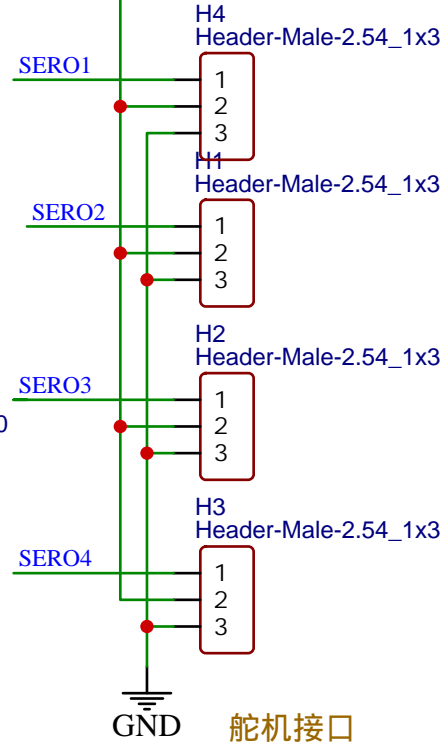 H4
Header-Male-2.54_1x3
SERO1
1
2
3
H1
Header-Male-2.54_1x3
SERO2
1
2
3
H2
Header-Male-2.54_1x3
SERO3
1
0
2
3
H3
Header-Male-2.54_1x3
SERO4
1
2
3
GND 舵机接口